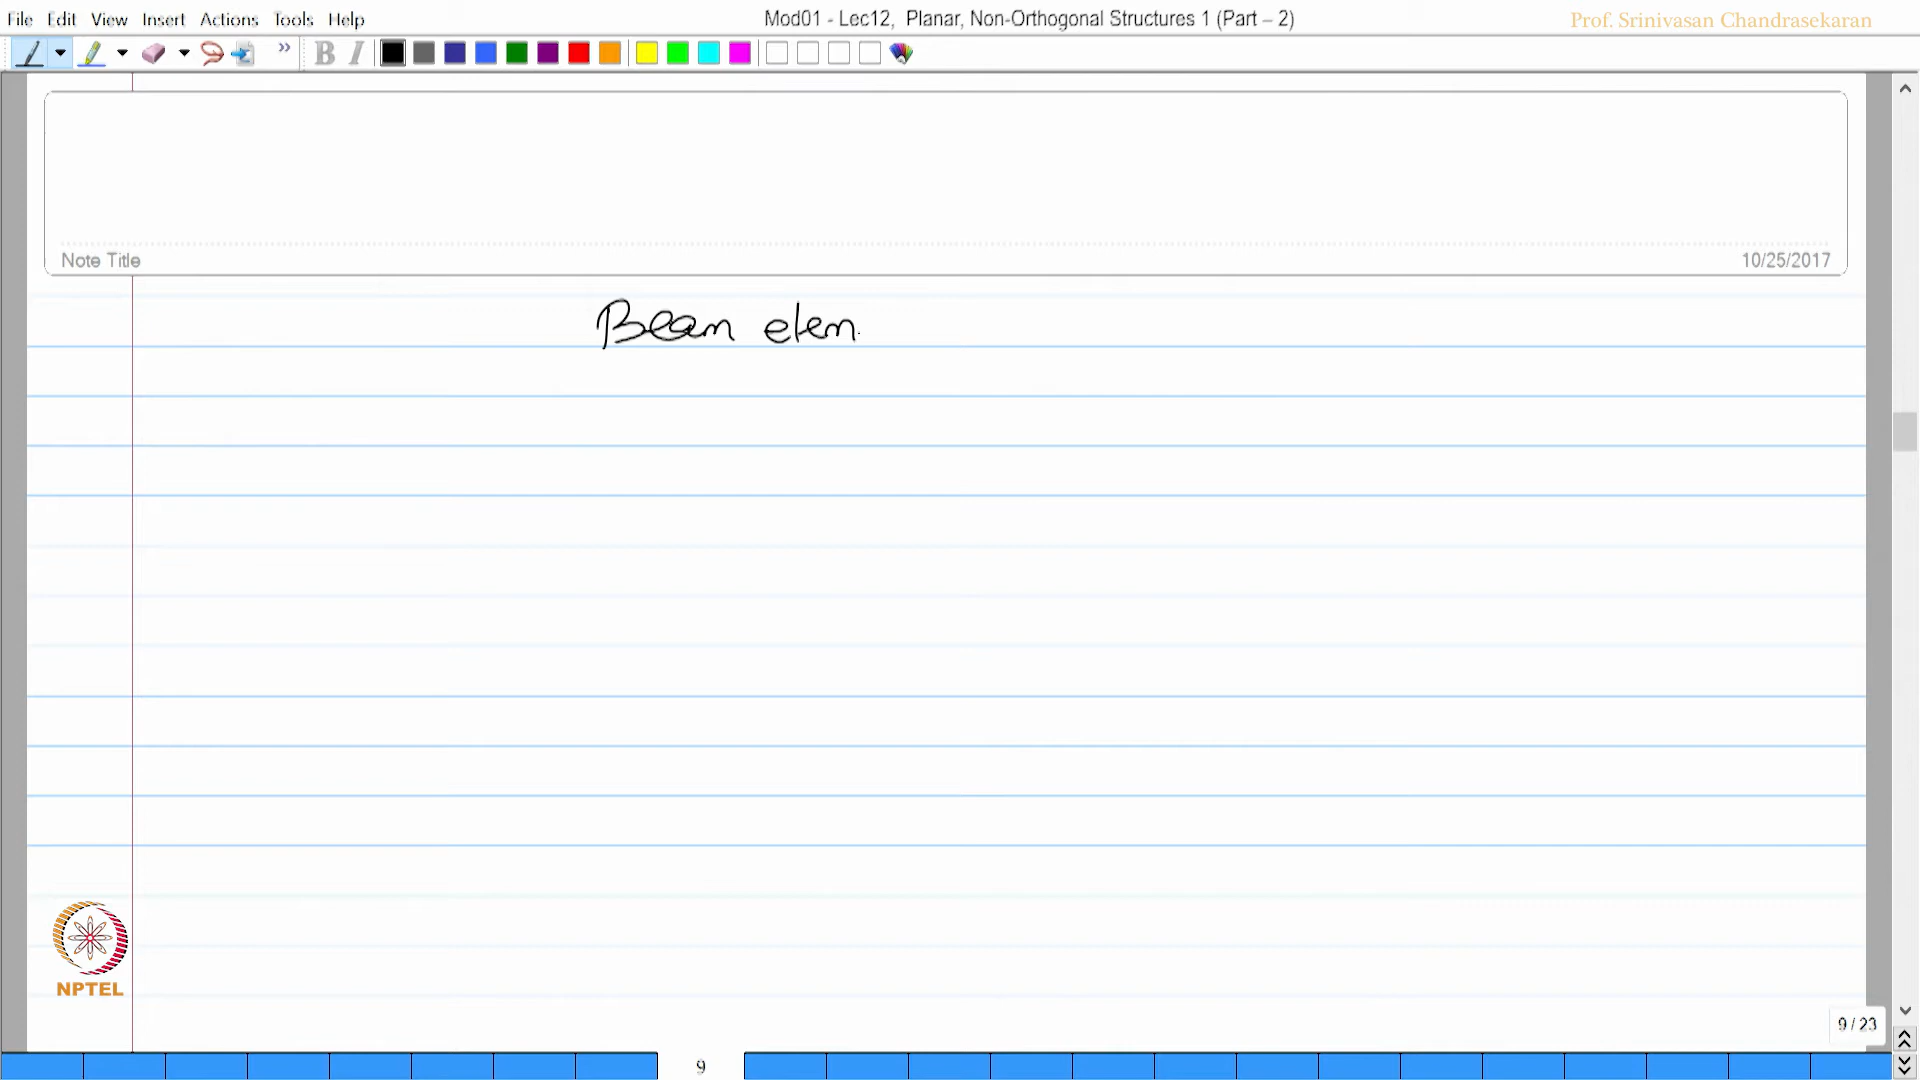 File Edit View Insert Actions Tools Help Mod01 - Lec12, Planar, Non-Orthogonal Structures 1 (Part – 2) Prof. Srinivasan Chandrasekaran
» B I
Note Title 10/25/2017
Beam elem
NPTEL
9 / 23
9